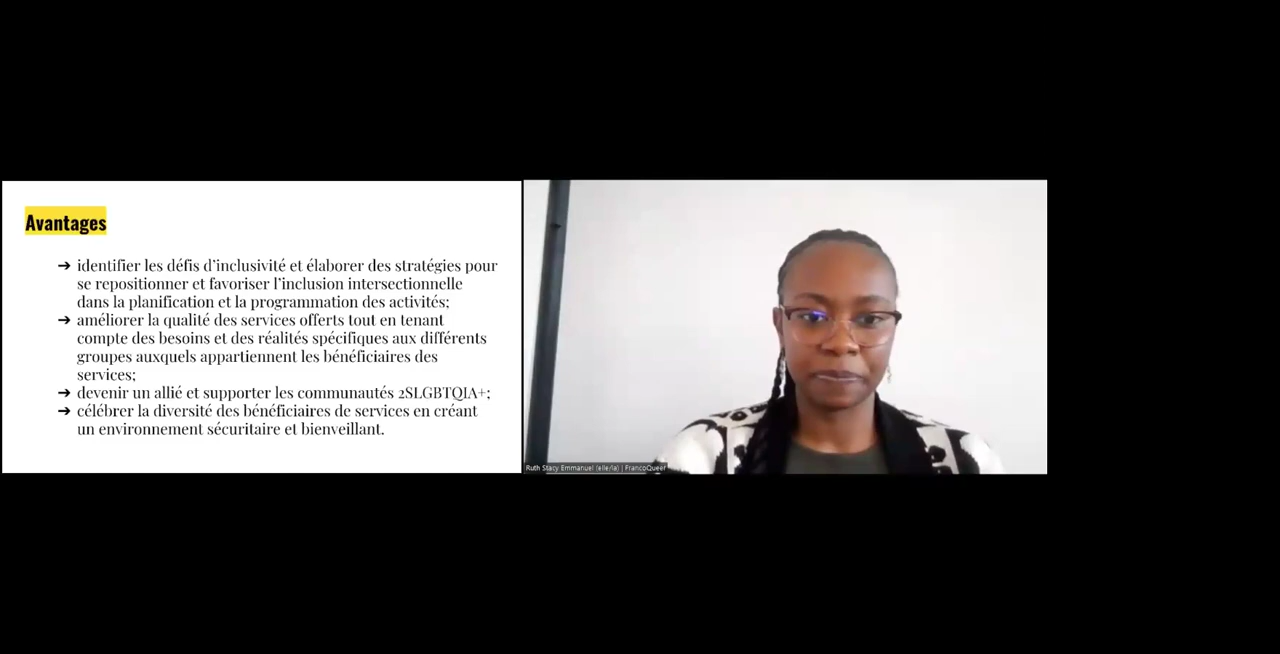 Avantages
➔ identifier les défis d’inclusivité et élaborer des stratégies pour
se repositionner et favoriser l’inclusion intersectionnelle
dans la planification et la programmation des activités;
➔ améliorer la qualité des services offerts tout en tenant
compte des besoins et des réalités spécifiques aux différents
groupes auxquels appartiennent les bénéficiaires des
services;
➔ devenir un allié et supporter les communautés 2SLGBTQIA+;
➔ célébrer la diversité des bénéficiaires de services en créant
un environnement sécuritaire et bienveillant.
Ruth Stacy Emmanuel (elle/la) | FrancoQueer